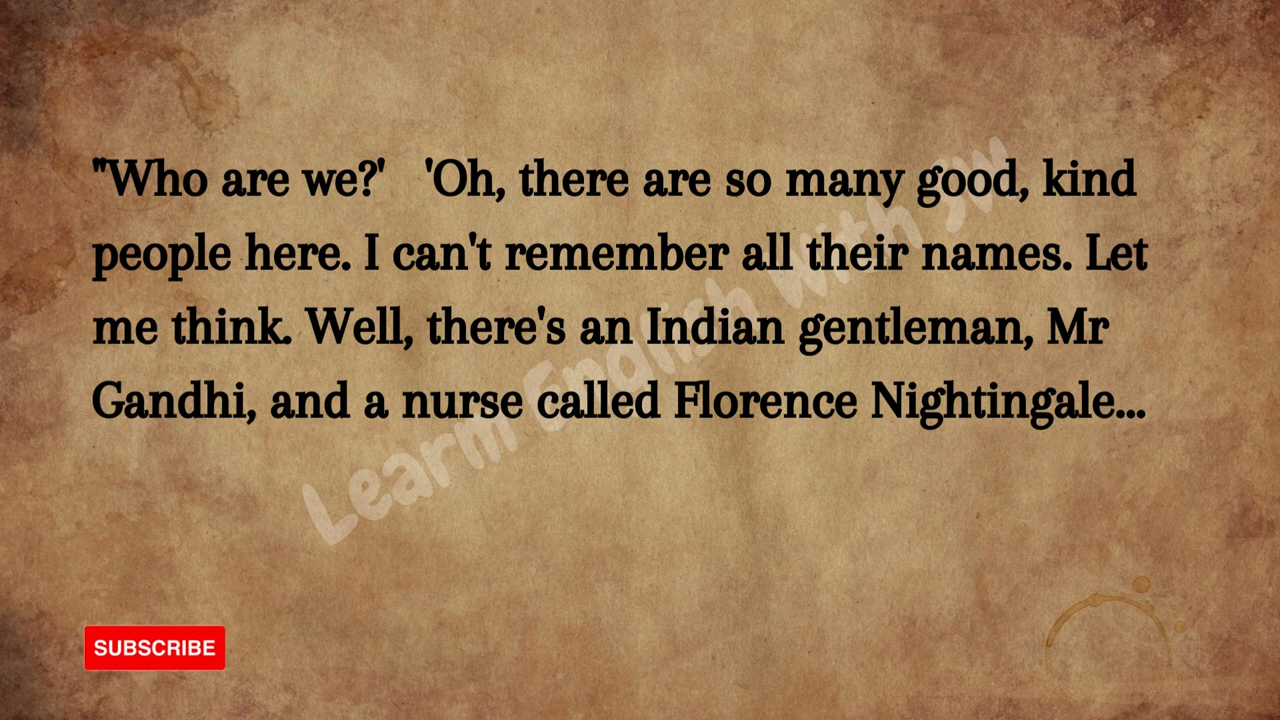 "Who are we?'   'Oh, there are so many good, kind
people here. I can't remember all their names. Let
me think. Well, there's an Indian gentleman, Mr
Gandhi, and a nurse called Florence Nightingale...
Learn English with JW
SUBSCRIBE